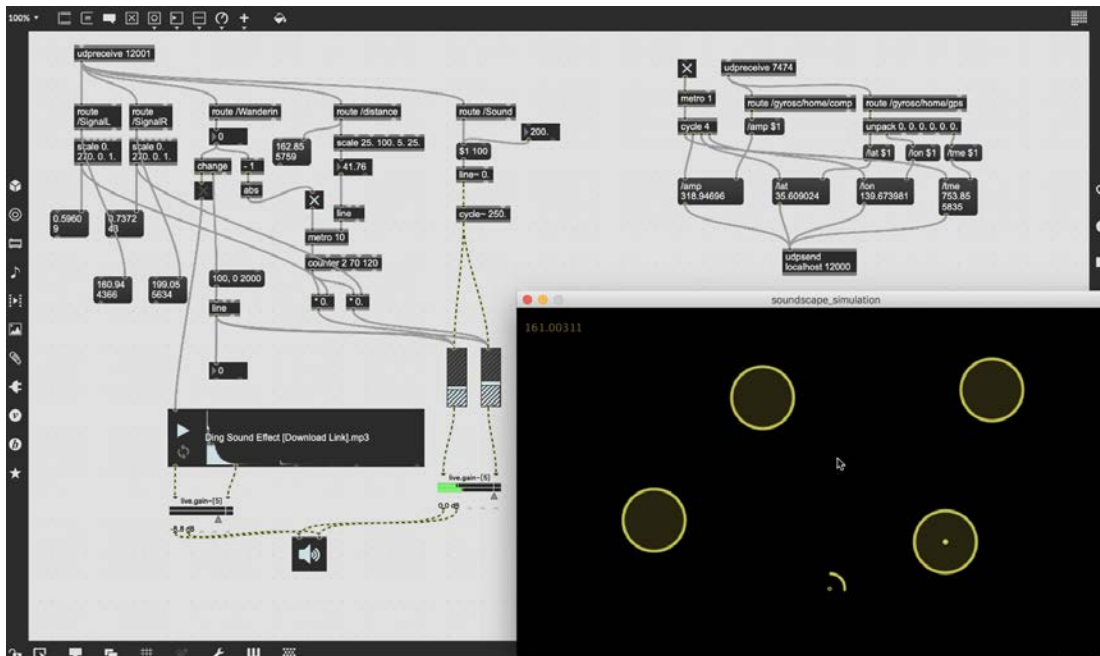 100%
udpreceive 12001
route
/SignalL
route
/SignalR
route /Wanderin
route /distance
route /Sound
scale 0.
270. 0. 1.
scale 0.
270. 0. 1.
0
162.85
5759
scale 25. 100. 5. 25.
200.
$1 100
change
- 1
41.76
line~ 0.
abs
0.5960
9
0.7372
43
line
cycle~ 250.
metro 10
160.94
4366
199.05
5634
100, 0 2000
counter 2 70 120
line
* 0.
* 0.
0
Ding Sound Effect [Download Link].mp3
live.gain~[5]
-5.8 dB
live.gain~[5]
0.0 dB
udpreceive 7474
metro 1
route /gyrosc/home/comp
route /gyrosc/home/gps
cycle 4
/amp $1
unpack 0. 0. 0. 0. 0. 0.
/lat $1
/lon $1
/tme $1
/amp
318.94696
/lat
35.609024
/lon
139.673981
/tme
753.85
5835
udpsend
localhost 12000
soundscape_simulation
161.00311